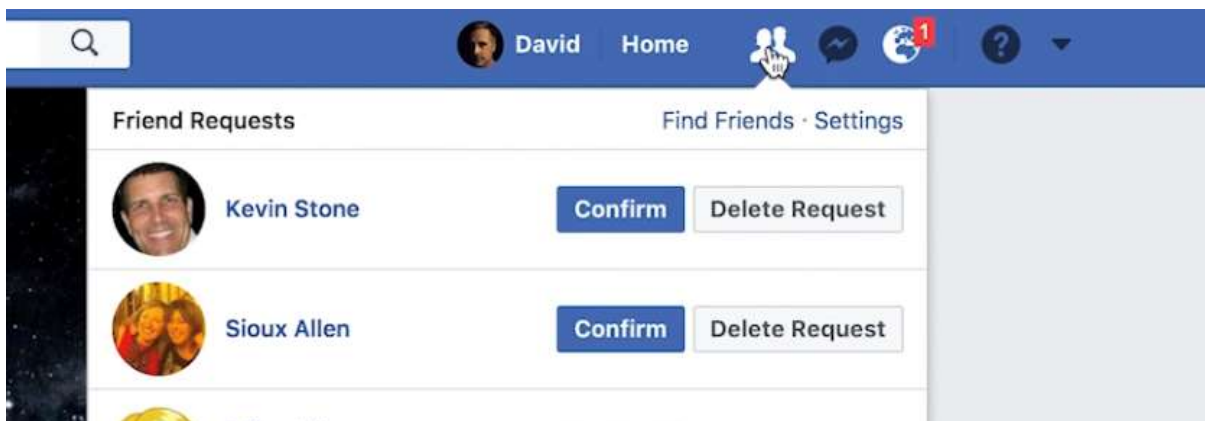 David Home 1
Friend Requests Find Friends · Settings
Kevin Stone Confirm Delete Request
Sioux Allen Confirm Delete Request